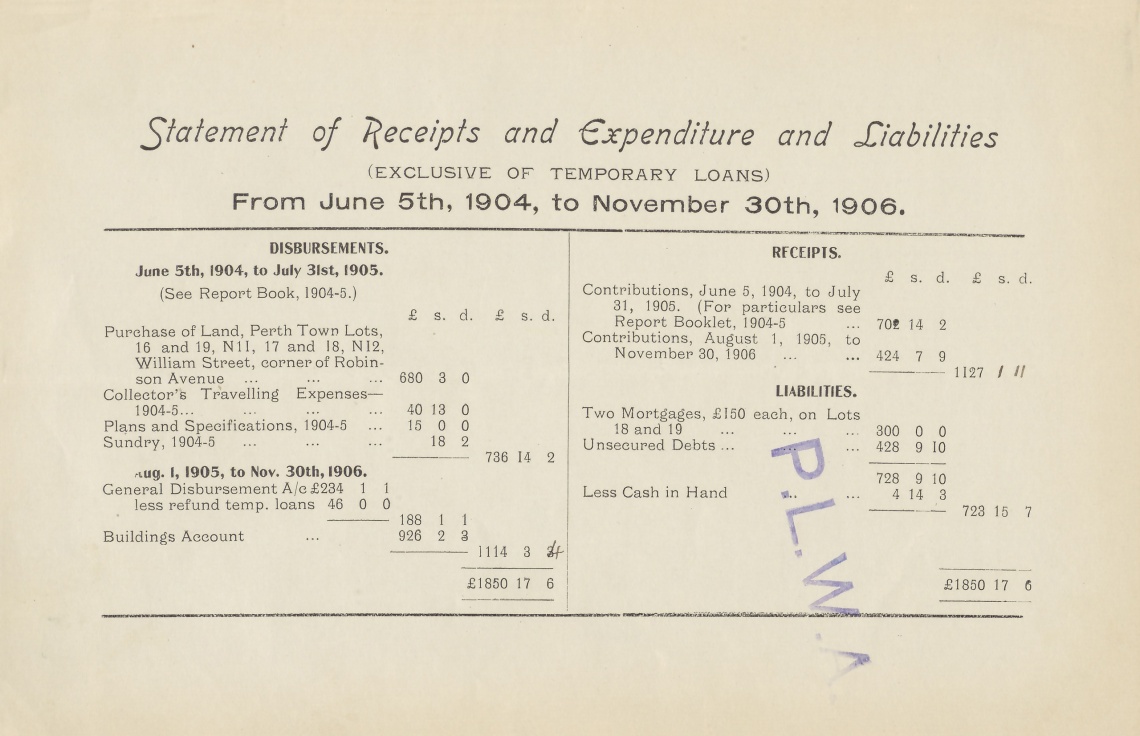 Statement of Receipts and Expenditure and Liabilities
(EXCLUSIVE OF TEMPORARY LOANS)
From June 5th, 1904, to November 30th, 1906.
DISBURSEMENTS.
June 5th, 1904, to July 31st, 1905.
(See Report Book, 1904-5.)
£ s. d. £ s. d.
Purchase of Land, Perth Town Lots,
16 and 19, N11, 17 and 18, N12,
William Street, corner of Robin-
son Avenue ... ... ... 680 3 0
Collector's Travelling Expenses—
1904-5... ... ... ... 40 13 0
Plans and Specifications, 1904-5 ... 15 0 0
Sundry, 1904-5 ... ... ... 18 2
736 14 2
Aug. 1, 1905, to Nov. 30th, 1906.
General Disbursement A/c £234 1 1
less refund temp. loans 46 0 0
188 1 1
Buildings Account ... 926 2 3
1114 3 4
£1850 17 6
RECEIPTS.
£ s. d. £ s. d.
Contributions, June 5, 1904, to July
31, 1905. (For particulars see
Report Booklet, 1904-5 ... 702 14 2
Contributions, August 1, 1905, to
November 30, 1906 ... ... 424 7 9
1127 1 11
LIABILITIES.
Two Mortgages, £150 each, on Lots
18 and 19 ... ... ... 300 0 0
Unsecured Debts ... ... ... 428 9 10
728 9 10
Less Cash in Hand ... ... 4 14 3
723 15 7
£1850 17 6
P.L.W.A